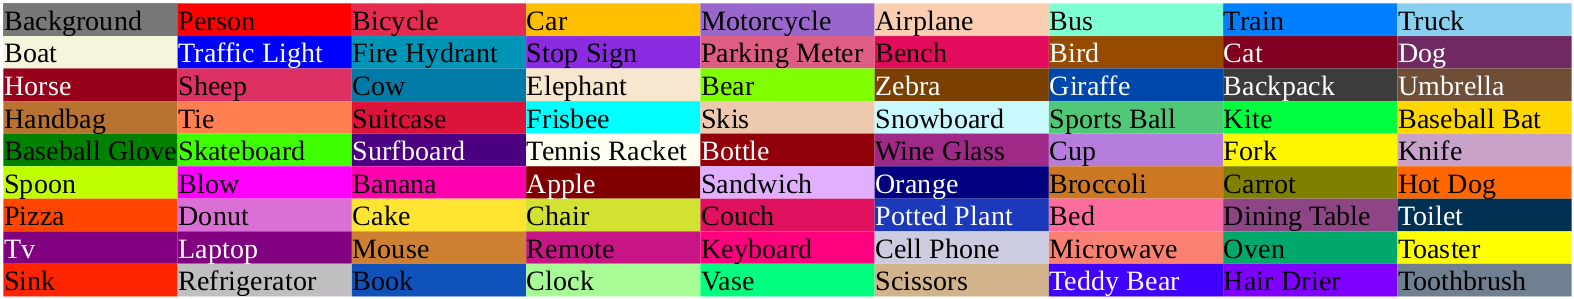 Background Person Bicycle Car Motorcycle Airplane Bus Train Truck
Boat Traffic Light Fire Hydrant Stop Sign Parking Meter Bench Bird Cat Dog
Horse Sheep Cow Elephant Bear Zebra Giraffe Backpack Umbrella
Handbag Tie Suitcase Frisbee Skis Snowboard Sports Ball Kite Baseball Bat
Baseball Glove Skateboard Surfboard Tennis Racket Bottle Wine Glass Cup Fork Knife
Spoon Blow Banana Apple Sandwich Orange Broccoli Carrot Hot Dog
Pizza Donut Cake Chair Couch Potted Plant Bed Dining Table Toilet
Tv Laptop Mouse Remote Keyboard Cell Phone Microwave Oven Toaster
Sink Refrigerator Book Clock Vase Scissors Teddy Bear Hair Drier Toothbrush